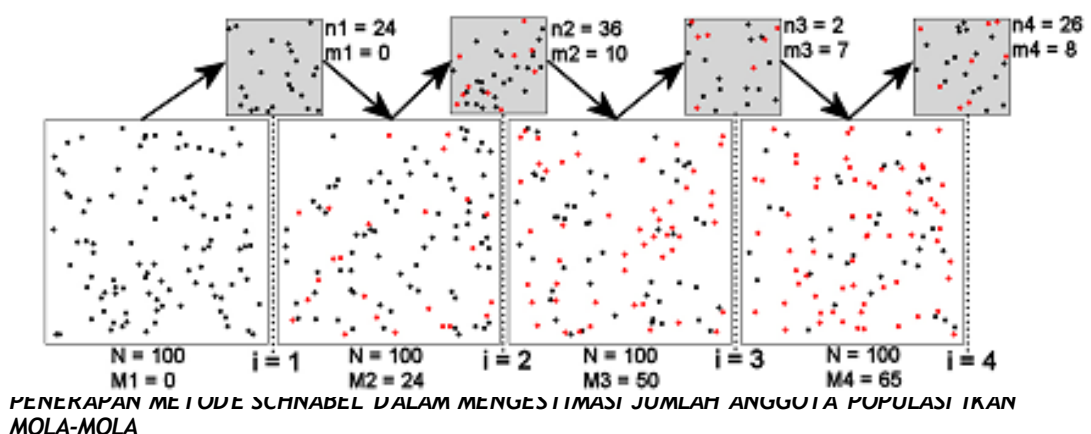 n1 = 24
m1 = 0
n2 = 36
m2 = 10
n3 = 2
m3 = 7
n4 = 26
m4 = 8
N = 100
M1 = 0
i = 1
N = 100
M2 = 24
i = 2
N = 100
M3 = 50
i = 3
N = 100
M4 = 65
i = 4
PENERAPAN METODE SCHNABEL DALAM MENGESTIMASI JUMLAH ANGGOTA POPULASI IKAN
MOLA-MOLA